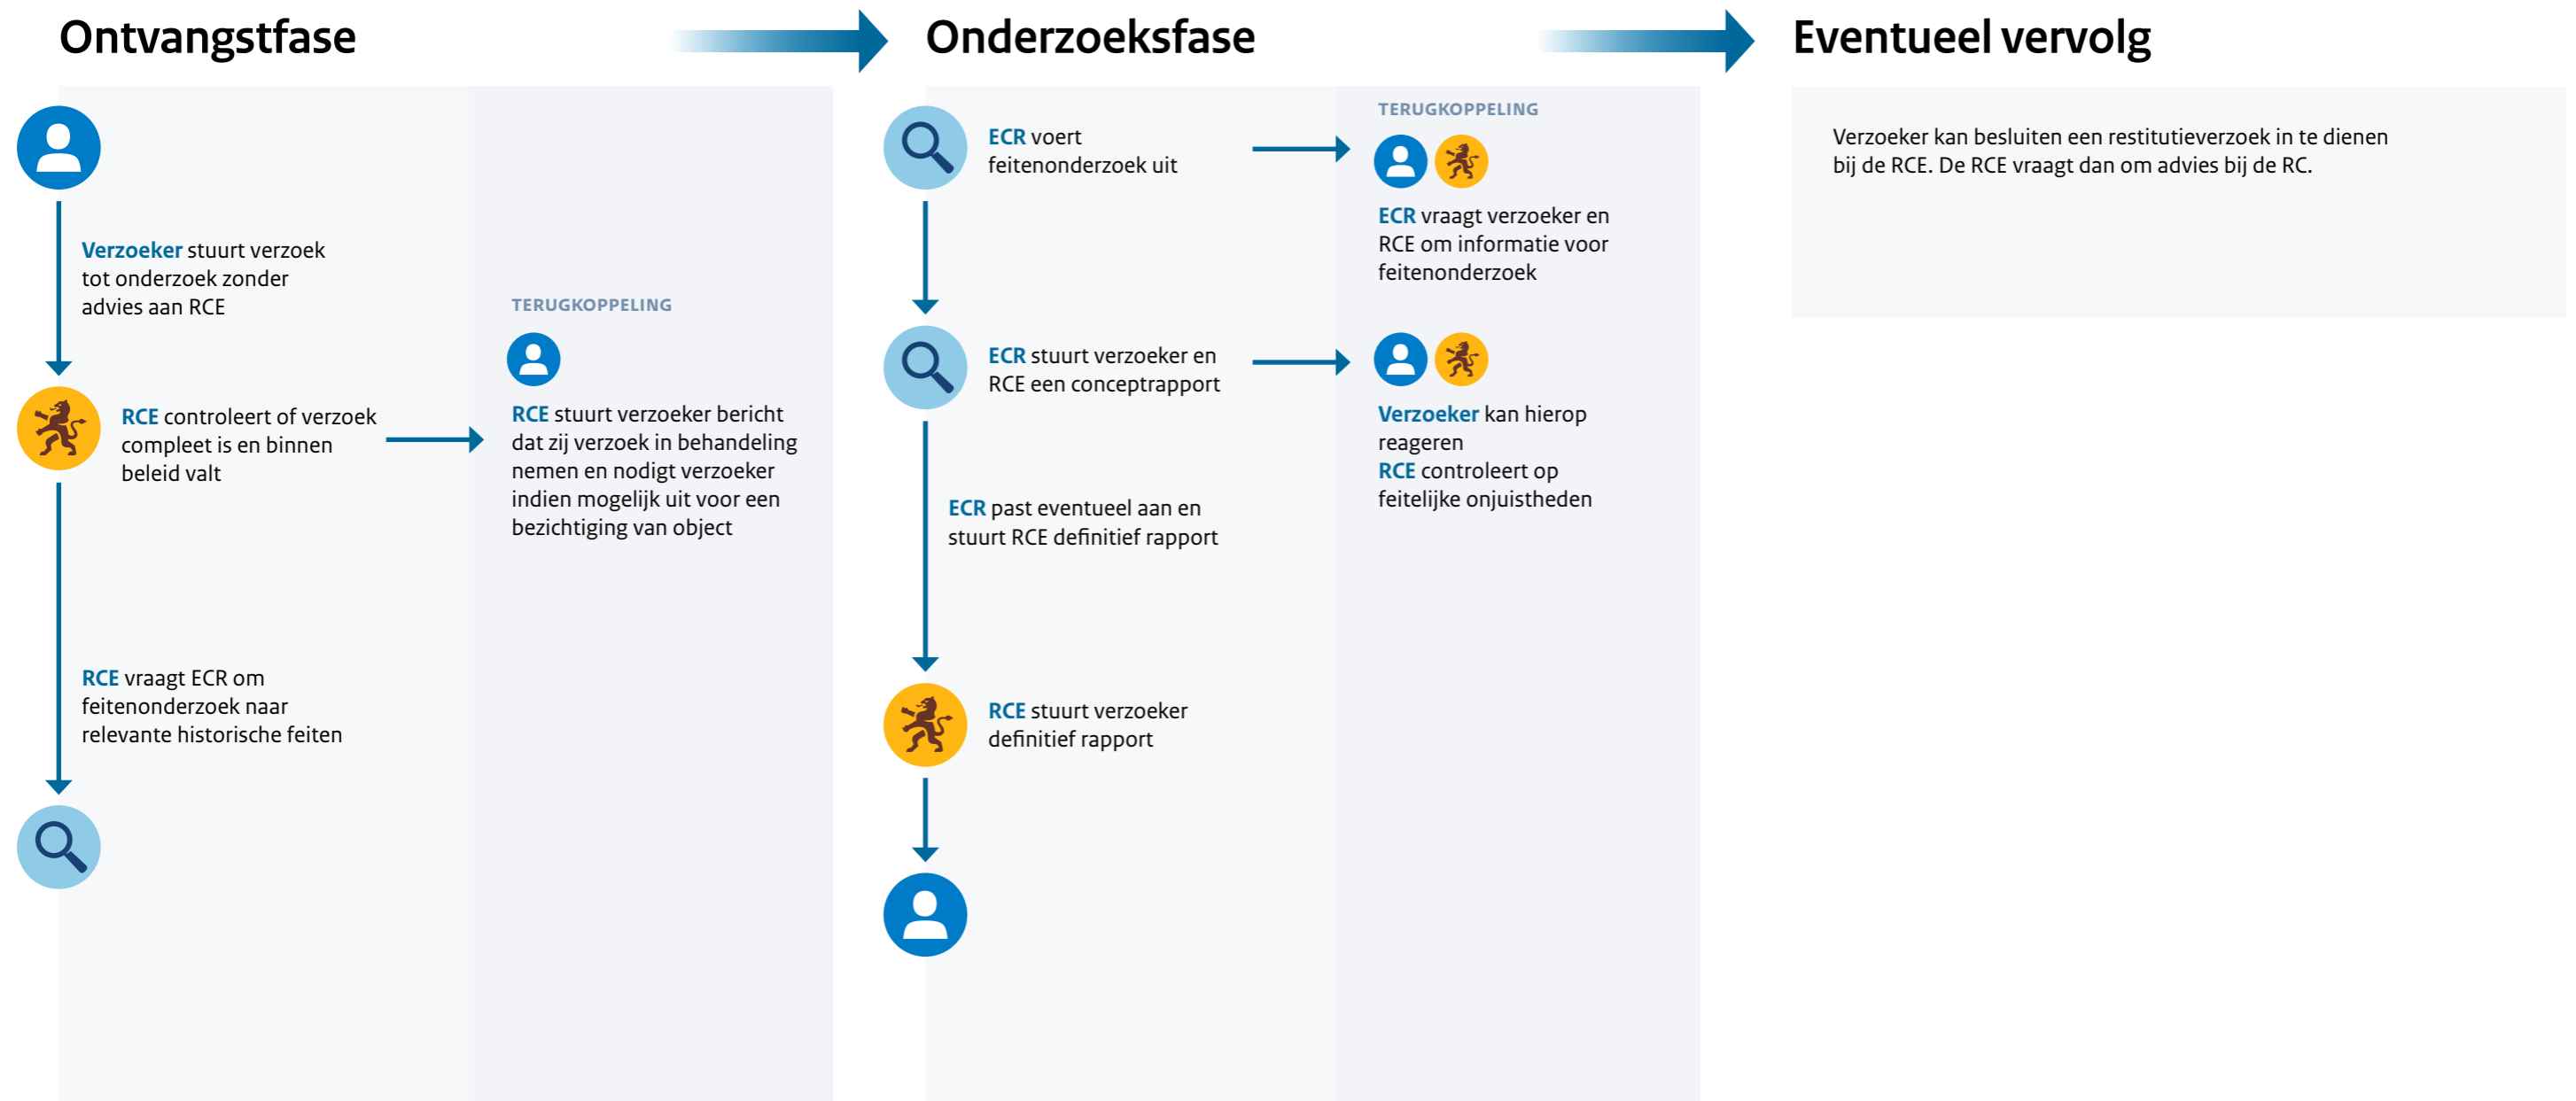 Ontvangstfase
Verzoeker stuurt verzoek
tot onderzoek zonder
advies aan RCE
RCE controleert of verzoek
compleet is en binnen
beleid valt
TERUGKOPPELING
RCE stuurt verzoeker bericht
dat zij verzoek in behandeling
nemen en nodigt verzoeker
indien mogelijk uit voor een
bezichtiging van object
RCE vraagt ECR om
feitenonderzoek naar
relevante historische feiten
Onderzoeksfase
ECR voert
feitenonderzoek uit
TERUGKOPPELING
ECR vraagt verzoeker en
RCE om informatie voor
feitenonderzoek
ECR stuurt verzoeker en
RCE een conceptrapport
Verzoeker kan hierop
reageren
RCE controleert op
feitelijke onjuistheden
ECR past eventueel aan en
stuurt RCE definitief rapport
RCE stuurt verzoeker
definitief rapport
Eventueel vervolg
Verzoeker kan besluiten een restitutieverzoek in te dienen
bij de RCE. De RCE vraagt dan om advies bij de RC.